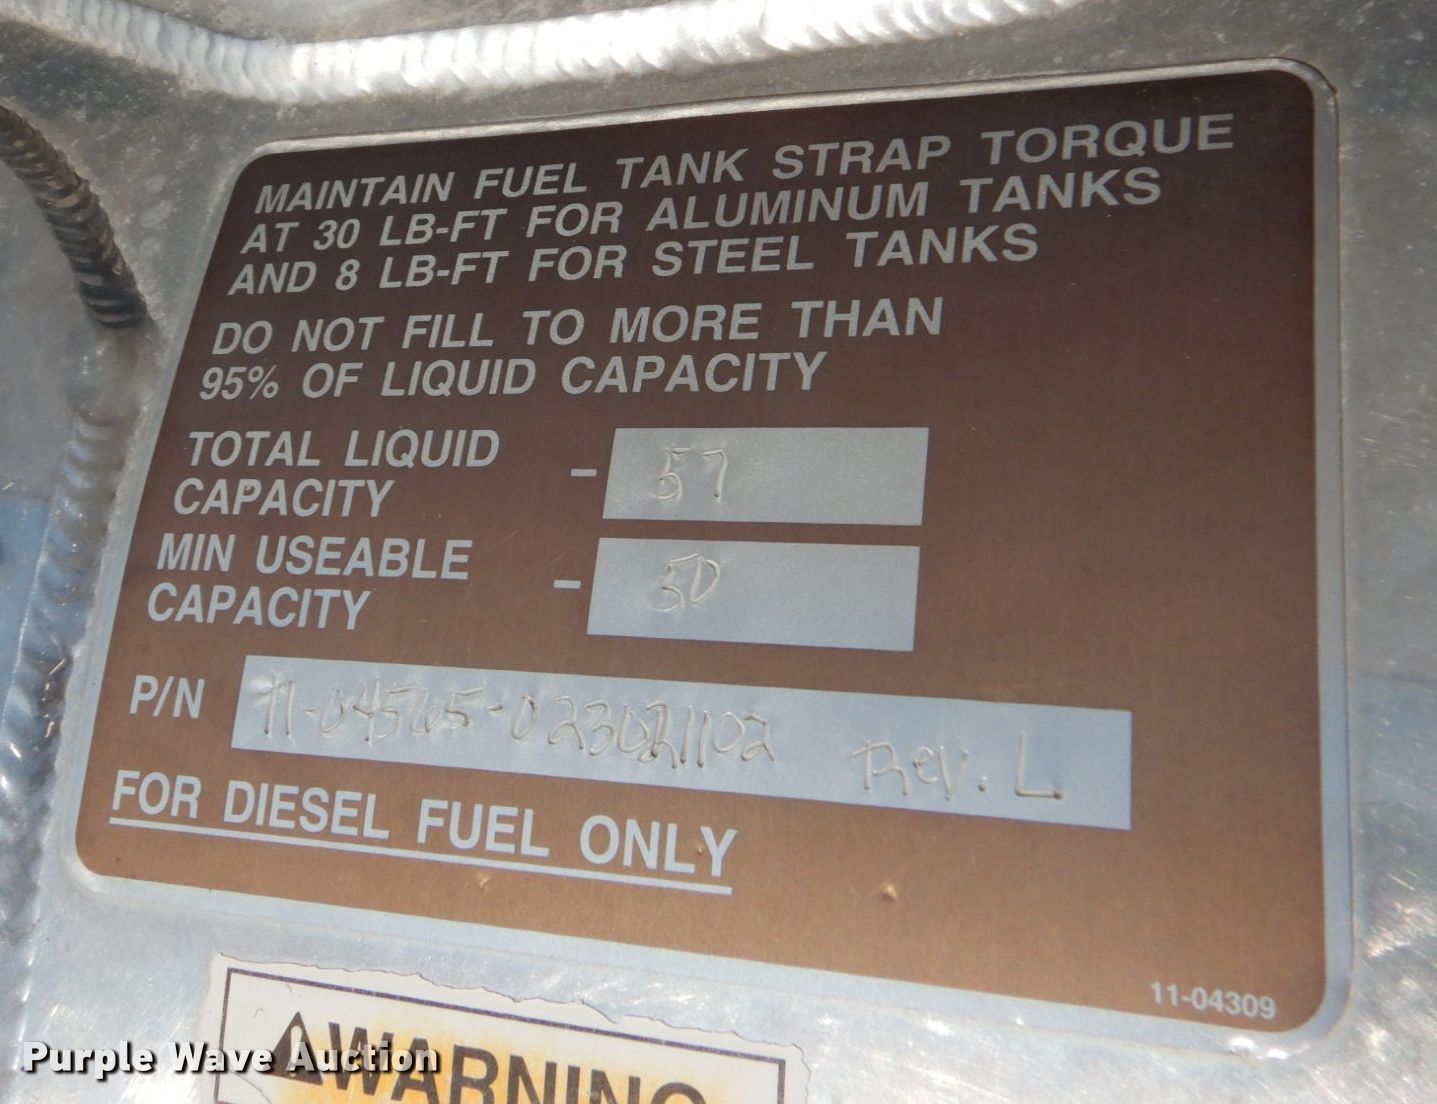 MAINTAIN FUEL TANK STRAP TORQUE
AT 30 LB-FT FOR ALUMINUM TANKS
AND 8 LB-FT FOR STEEL TANKS
DO NOT FILL TO MORE THAN
95% OF LIQUID CAPACITY
TOTAL LIQUID
CAPACITY - 57
MIN USEABLE
CAPACITY - 50
P/N 11-04565-023021102 Rev. L
FOR DIESEL FUEL ONLY
11-04309
WARNING
Purple Wave Auction